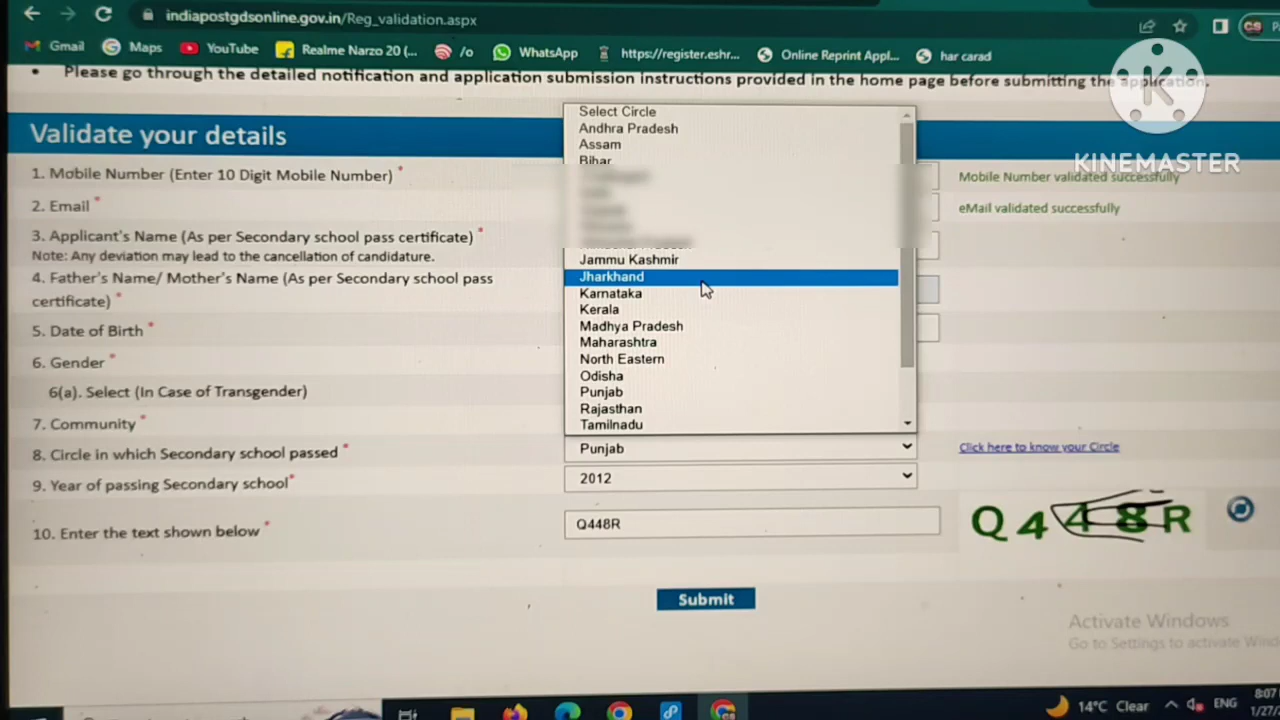 indiapostgdsonline.gov.in/Reg_validation.aspx
Gmail Maps YouTube Realme Narzo 20 (... /o WhatsApp https://register.eshr... Online Reprint Appl... har carad
• Please go through the detailed notification and application submission instructions provided in the home page before submitting the application.
KINEMASTER
Validate your details
Select Circle
Andhra Pradesh
Assam
Bihar
1. Mobile Number (Enter 10 Digit Mobile Number) *
Mobile Number validated successfully
2. Email *
eMail validated successfully
3. Applicant's Name (As per Secondary school pass certificate) *
Note: Any deviation may lead to the cancellation of candidature.
4. Father's Name/ Mother's Name (As per Secondary school pass
certificate) *
5. Date of Birth *
6. Gender *
6(a). Select (In Case of Transgender)
7. Community *
Jammu Kashmir
Jharkhand
Karnataka
Kerala
Madhya Pradesh
Maharashtra
North Eastern
Odisha
Punjab
Rajasthan
Tamilnadu
8. Circle in which Secondary school passed *
Punjab
Click here to know your Circle
9. Year of passing Secondary school *
2012
10. Enter the text shown below *
Q448R
Q448R
Submit
Activate Windows
Go to Settings to activate Wind
14°C Clear ENG
8:07
1/27/